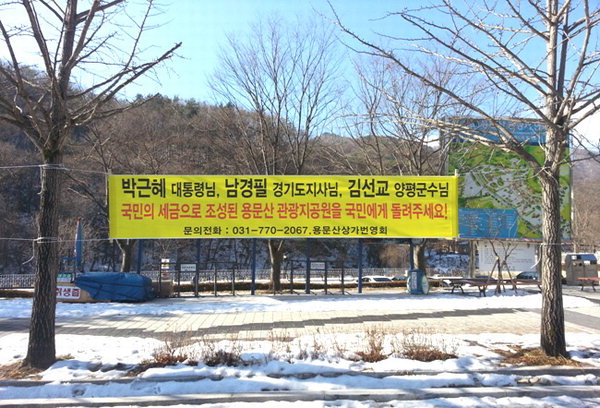 박근혜 대통령님, 남경필 경기도지사님, 김선교 양평군수님
국민의 세금으로 조성된 용문산 관광지공원을 국민에게 돌려주세요!
문의전화 : 031-770-2067.용문산상가번영회